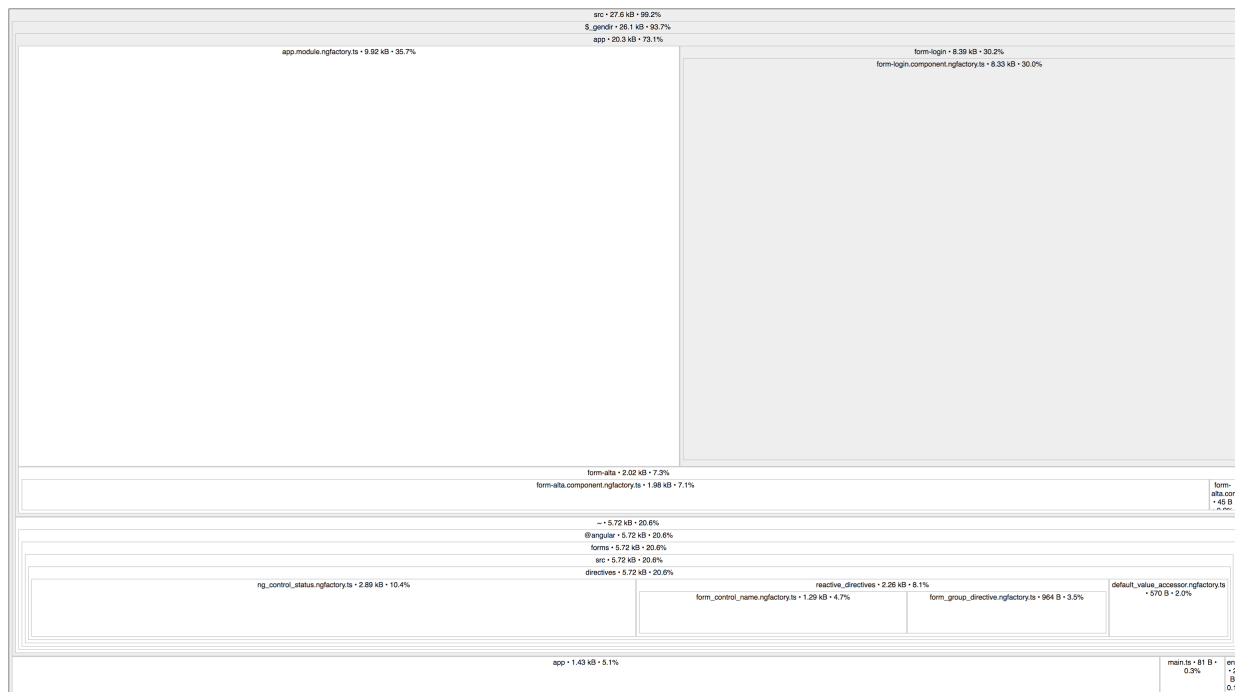 src • 27.6 kB • 99.2%
$_gendir • 26.1 kB • 93.7%
app • 20.3 kB • 73.1%
app.module.ngfactory.ts • 9.92 kB • 35.7%
form-login • 8.39 kB • 30.2%
form-login.component.ngfactory.ts • 8.33 kB • 30.0%
form-alta • 2.02 kB • 7.3%
form-alta.component.ngfactory.ts • 1.98 kB • 7.1%
form-
alta.cor
• 45 B
~ • 5.72 kB • 20.6%
@angular • 5.72 kB • 20.6%
forms • 5.72 kB • 20.6%
src • 5.72 kB • 20.6%
directives • 5.72 kB • 20.6%
ng_control_status.ngfactory.ts • 2.89 kB • 10.4%
reactive_directives • 2.26 kB • 8.1%
form_control_name.ngfactory.ts • 1.29 kB • 4.7%
form_group_directive.ngfactory.ts • 964 B • 3.5%
default_value_accessor.ngfactory.ts
• 570 B • 2.0%
app • 1.43 kB • 5.1%
main.ts • 81 B •
0.3%